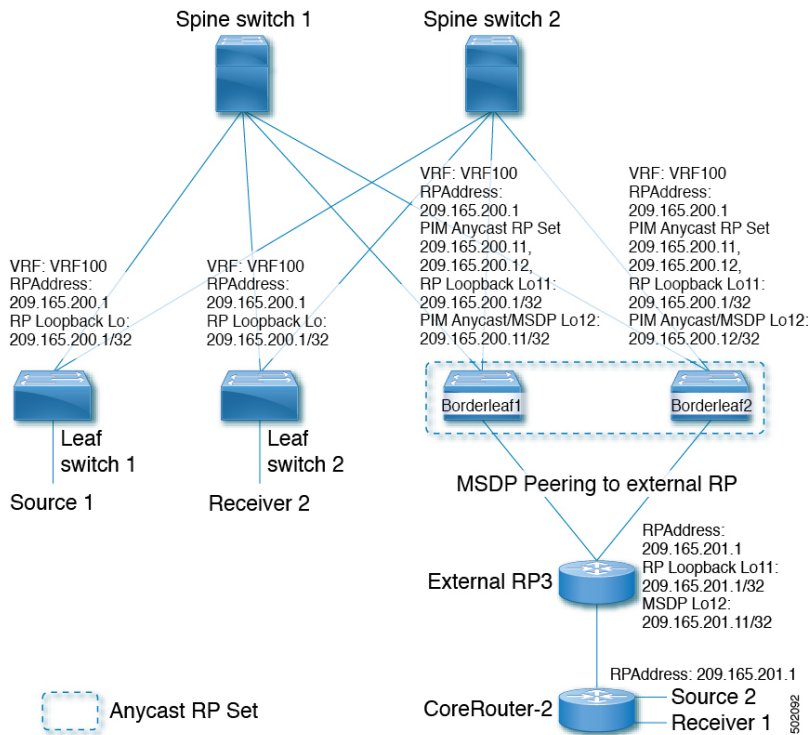 Spine switch 1
Spine switch 2
VRF: VRF100
RPAddress:
209.165.200.1
PIM Anycast RP Set
209.165.200.11,
209.165.200.12,
RP Loopback Lo11:
209.165.200.1/32
PIM Anycast/MSDP Lo12:
209.165.200.11/32
VRF: VRF100
RPAddress:
209.165.200.1
PIM Anycast RP Set
209.165.200.11,
209.165.200.12,
RP Loopback Lo11:
209.165.200.1/32
PIM Anycast/MSDP Lo12:
209.165.200.12/32
VRF: VRF100
RPAddress:
209.165.200.1
RP Loopback Lo:
209.165.200.1/32
VRF: VRF100
RPAddress:
209.165.200.1
RP Loopback Lo:
209.165.200.1/32
Borderleaf1
Borderleaf2
Leaf
switch 1
Leaf
switch 2
Source 1
Receiver 2
MSDP Peering to external RP
RPAddress:
209.165.201.1
RP Loopback Lo11:
209.165.201.1/32
MSDP Lo12:
209.165.201.11/32
External RP3
RPAddress: 209.165.201.1
CoreRouter-2
Source 2
Receiver 1
Anycast RP Set
502092